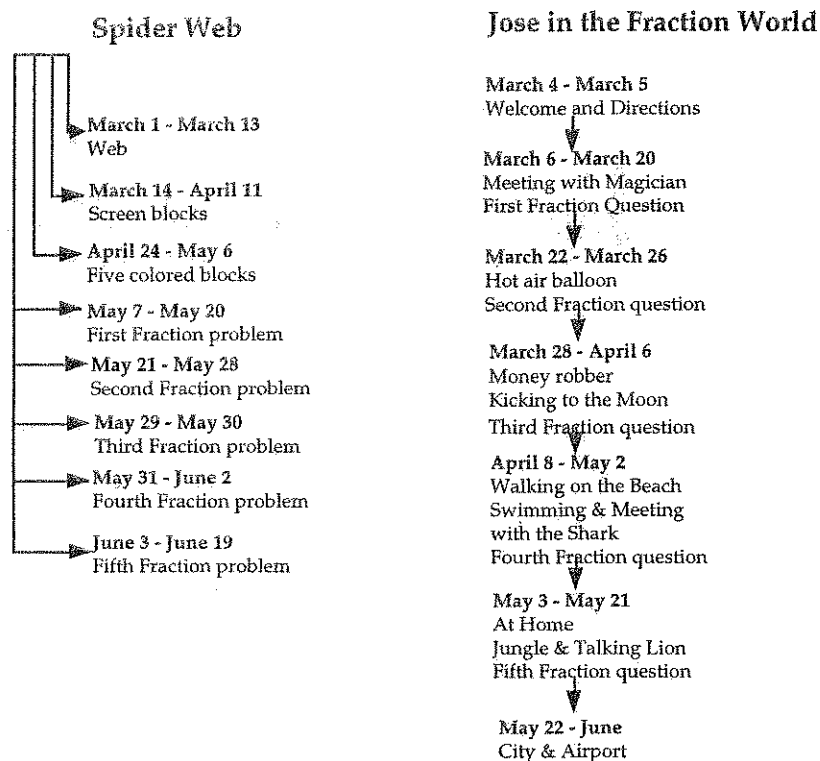 Spider Web
March 1 - March 13
Web
March 14 - April 11
Screen blocks
April 24 - May 6
Five colored blocks
May 7 - May 20
First Fraction problem
May 21 - May 28
Second Fraction problem
May 29 - May 30
Third Fraction problem
May 31 - June 2
Fourth Fraction problem
June 3 - June 19
Fifth Fraction problem
Jose in the Fraction World
March 4 - March 5
Welcome and Directions
March 6 - March 20
Meeting with Magician
First Fraction Question
March 22 - March 26
Hot air balloon
Second Fraction question
March 28 - April 6
Money robber
Kicking to the Moon
Third Fraction question
April 8 - May 2
Walking on the Beach
Swimming & Meeting
with the Shark
Fourth Fraction question
May 3 - May 21
At Home
Jungle & Talking Lion
Fifth Fraction question
May 22 - June
City & Airport